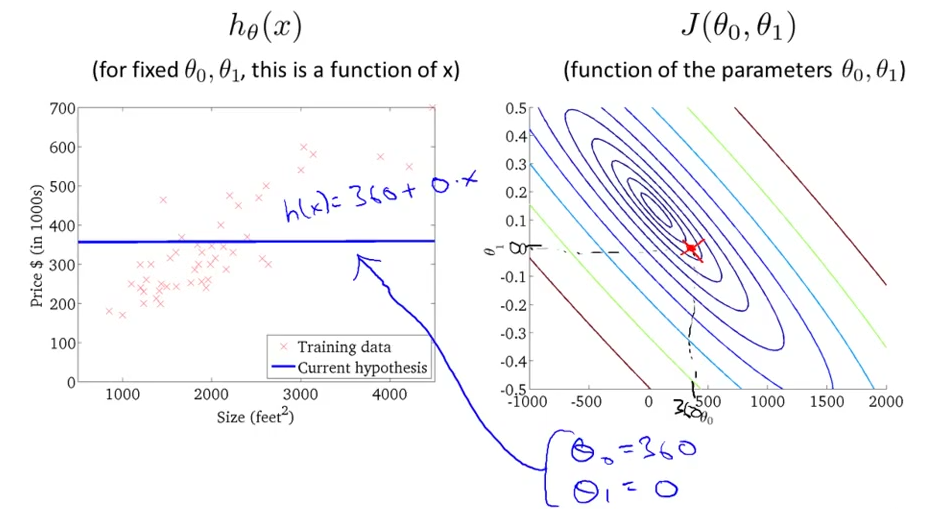 hθ(x)
(for fixed θ0, θ1, this is a function of x)
700
600
500
400
300
200
100
0
Price $ (in 1000s)
1000
2000
3000
4000
Size (feet²)
Training data
Current hypothesis
h(x) = 360 + 0·x
J(θ0, θ1)
(function of the parameters θ0, θ1)
0.5
0.4
0.3
0.2
0.1
0
-0.1
-0.2
-0.3
-0.4
-0.5
θ1
-1000
-500
0
500
1000
1500
2000
360
θ0
θ0 = 360
θ1 = 0